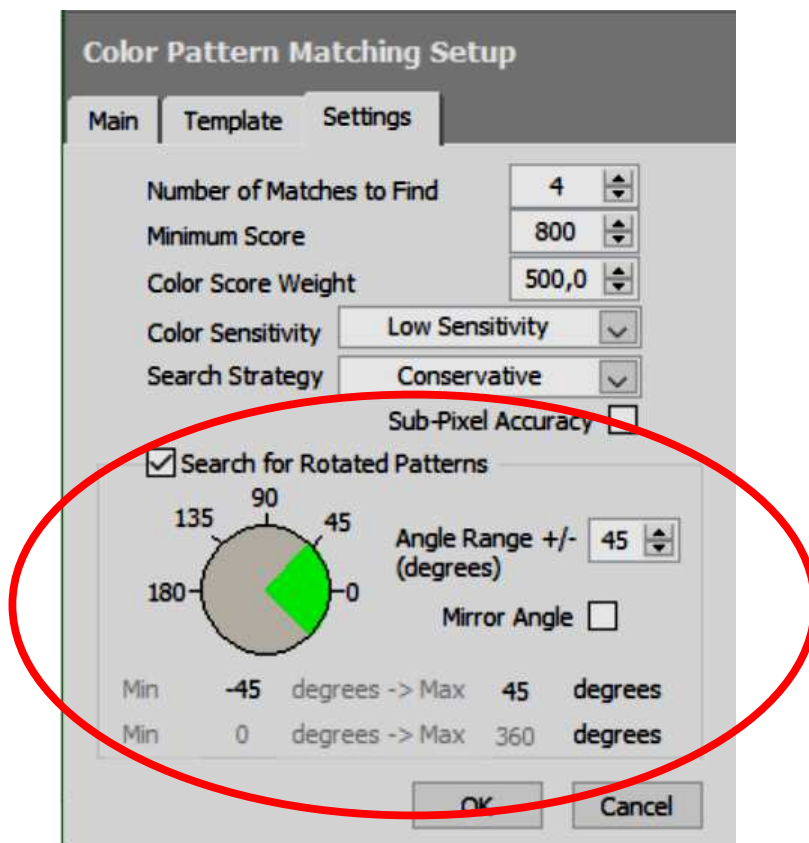 Color Pattern Matching Setup
Main Template Settings
Number of Matches to Find 4
Minimum Score 800
Color Score Weight 500,0
Color Sensitivity Low Sensitivity
Search Strategy Conservative
Sub-Pixel Accuracy
Search for Rotated Patterns
90
135 45
Angle Range +/- 45
(degrees)
180 0
Mirror Angle
Min -45 degrees -> Max 45 degrees
Min 0 degrees -> Max 360 degrees
OK Cancel